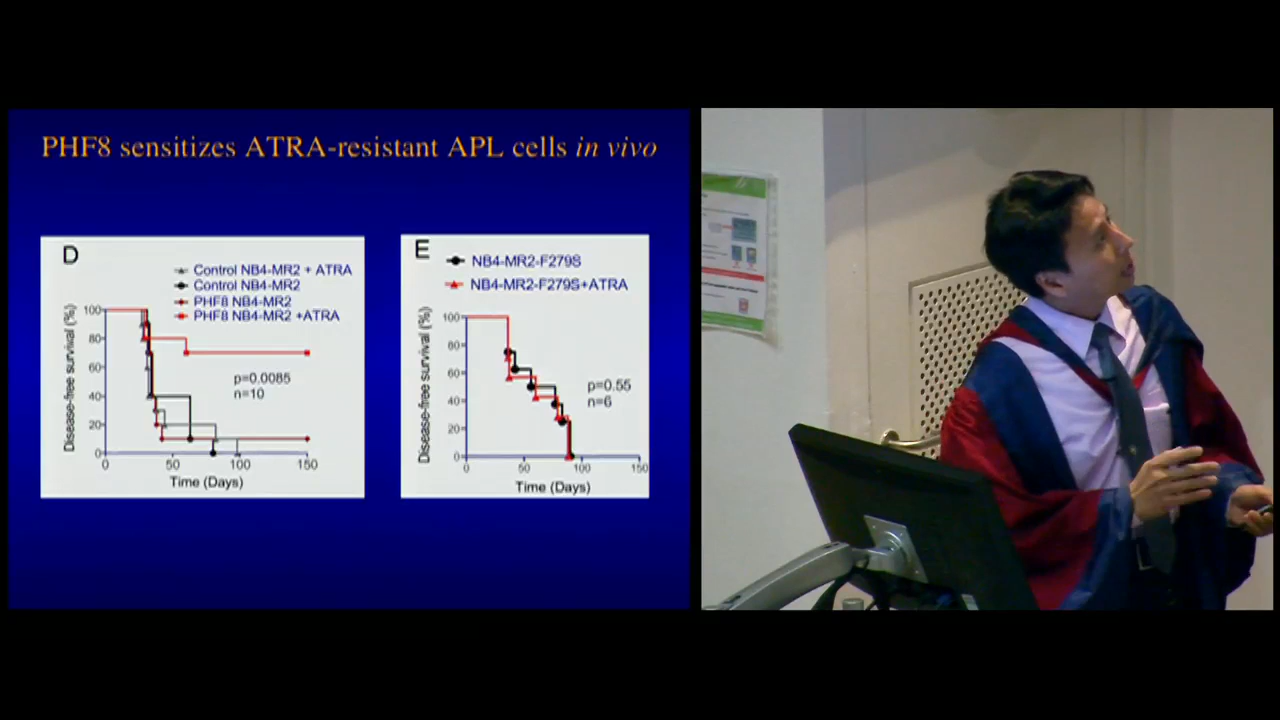 PHF8 sensitizes ATRA-resistant APL cells in vivo
D
Control NB4-MR2 + ATRA
Control NB4-MR2
PHF8 NB4-MR2
PHF8 NB4-MR2 +ATRA
Disease-free survival (%)
100
80
60
40
20
0
p=0.0085
n=10
0 50 100 150
Time (Days)
E
NB4-MR2-F279S
NB4-MR2-F279S+ATRA
Disease-free survival (%)
100
80
60
40
20
0
p=0.55
n=6
0 50 100 150
Time (Days)